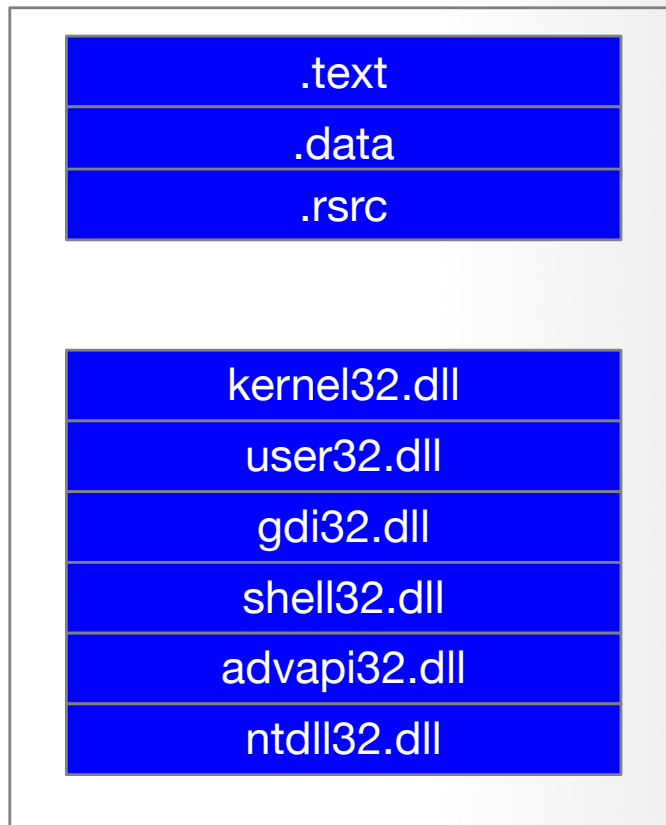 .text
.data
.rsrc
kernel32.dll
user32.dll
gdi32.dll
shell32.dll
advapi32.dll
ntdll32.dll